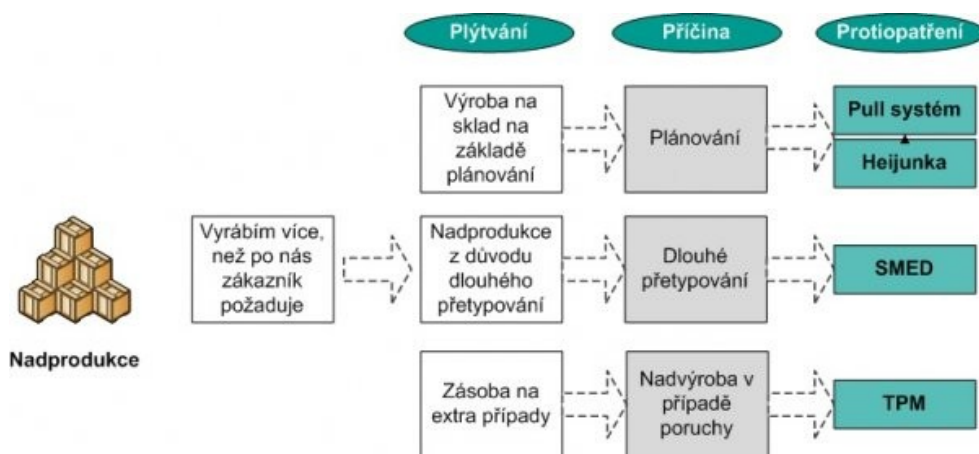 Plýtvání
Příčina
Protiopatření
Výroba na
sklad na
základě
plánování
Plánování
Pull systém
Heijunka
Vyrábím více,
než po nás
zákazník
požaduje
Nadprodukce
z důvodu
dlouhého
přetypování
Dlouhé
přetypování
SMED
Nadprodukce
Zásoba na
extra případy
Nadvýroba v
případě
poruchy
TPM